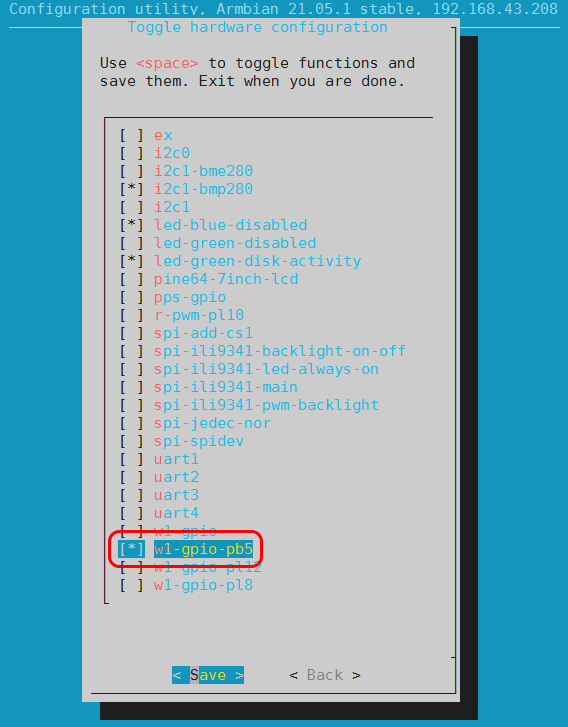 Configuration utility, Armbian 21.05.1 stable, 192.168.43.208
Toggle hardware configuration
Use <space> to toggle functions and
save them. Exit when you are done.
[ ] ex
[ ] i2c0
[ ] i2c1-bme280
[*] i2c1-bmp280
[ ] i2c1
[*] led-blue-disabled
[ ] led-green-disabled
[*] led-green-disk-activity
[ ] pine64-7inch-lcd
[ ] pps-gpio
[ ] r-pwm-pl10
[ ] spi-add-cs1
[ ] spi-ili9341-backlight-on-off
[ ] spi-ili9341-led-always-on
[ ] spi-ili9341-main
[ ] spi-ili9341-pwm-backlight
[ ] spi-jedec-nor
[ ] spi-spidev
[ ] uart1
[ ] uart2
[ ] uart3
[ ] uart4
[ ] w1-gpio
[*] w1-gpio-pb5
[ ] w1-gpio-pl12
[ ] w1-gpio-pl8
< Save > < Back >